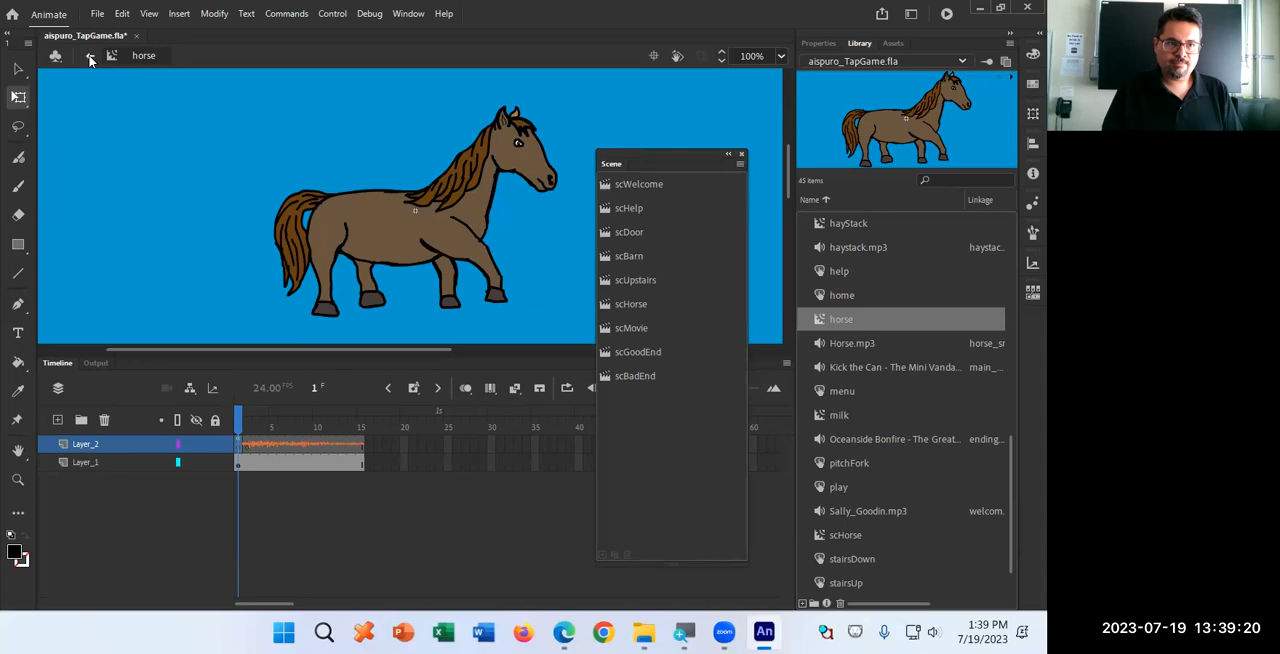 Animate File Edit View Insert Modify Text Commands Control Debug Window Help
aispuro_TapGame.fla* ×
horse
100%
Properties Library Assets
aispuro_TapGame.fla
45 items
Name Linkage
Scene
scWelcome
scHelp
scDoor
scBarn
scUpstairs
scHorse
scMovie
scGoodEnd
scBadEnd
hayStack
haystack.mp3 haystac..
help
home
horse
Horse.mp3 horse_sr
Kick the Can - The Mini Vanda... main_...
menu
milk
Oceanside Bonfire - The Great... ending...
pitchFork
play
Sally_Goodin.mp3 welcom.
scHorse
stairsDown
stairsUp
Timeline Output
24.00 FPS 1 F
1s
5 10 15 20 25 30 35 40 60
Layer_2
Layer_1
1:39 PM
7/19/2023
2023-07-19 13:39:20